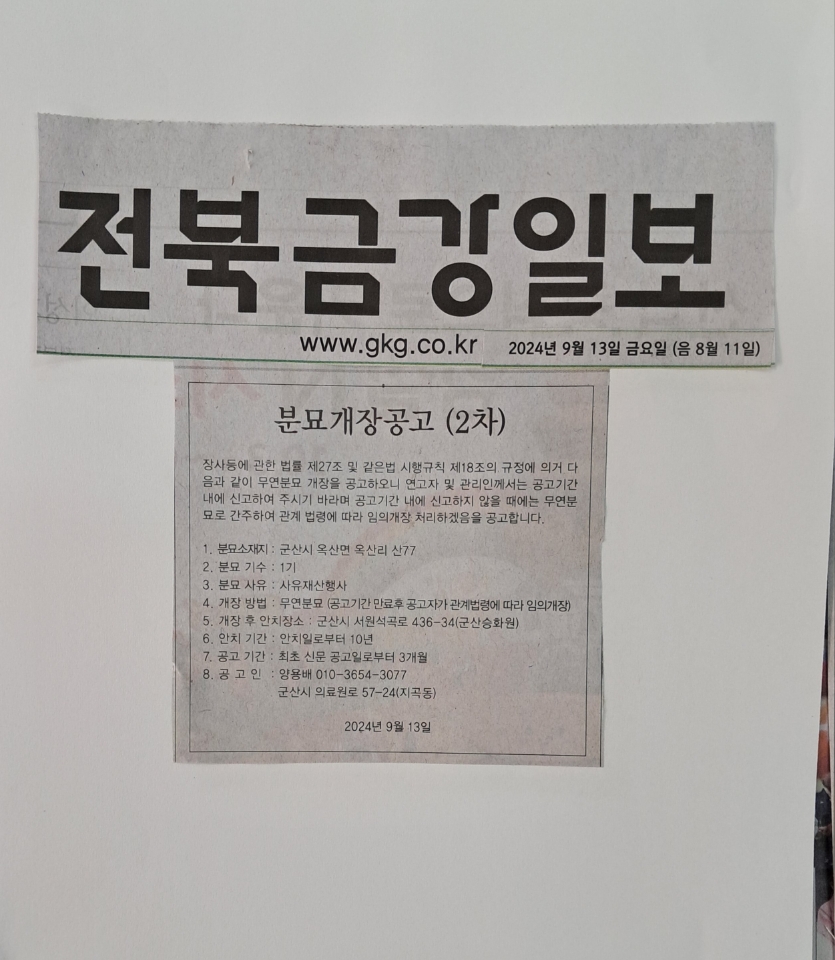 전북금강일보
www.gkg.co.kr 2024년 9월 13일 금요일 (음 8월 11일)
분묘개장공고 (2차)
장사등에 관한 법률 제27조 및 같은법 시행규칙 제18조의 규정에 의거 다
음과 같이 무연분묘 개장을 공고하오니 연고자 및 관리인께서는 공고기간
내에 신고하여 주시기 바라며 공고기간 내에 신고하지 않을 때에는 무연분
묘로 간주하여 관계 법령에 따라 임의개장 처리하겠음을 공고합니다.
1. 분묘소재지 : 군산시 옥산면 옥산리 산77
2. 분묘 기수 : 1기
3. 분묘 사유 : 사유재산행사
4. 개장 방법 : 무연분묘 (공고기간 만료후 공고자가 관계법령에 따라 임의개장)
5. 개장 후 안치장소 : 군산시 서원석곡로 436-34(군산승화원)
6. 안치 기간 : 안치일로부터 10년
7. 공고 기간 : 최초 신문 공고일로부터 3개월
8. 공 고 인 : 양용배 010-3654-3077
군산시 의료원로 57-24(지곡동)
2024년 9월 13일